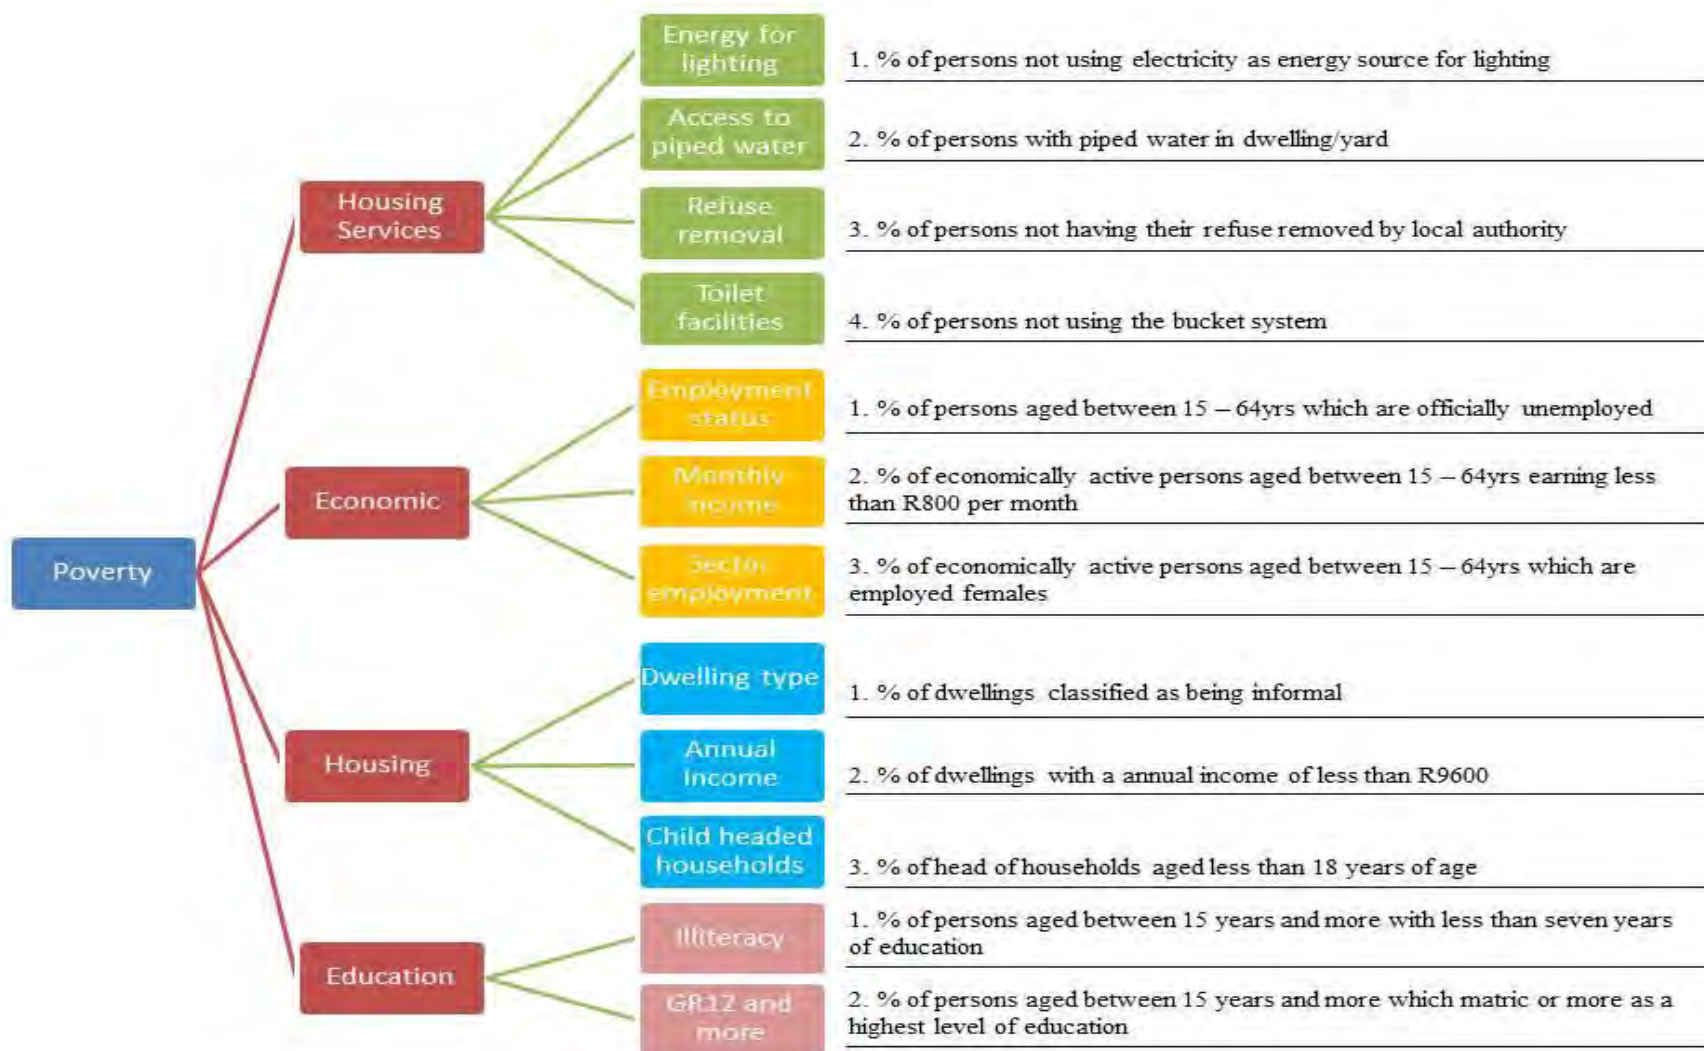 Poverty
Housing
Services
Energy for
lighting
1. % of persons not using electricity as energy source for lighting
Access to
piped water
2. % of persons with piped water in dwelling/yard
Refuse
removal
3. % of persons not having their refuse removed by local authority
Toilet
facilities
4. % of persons not using the bucket system
Economic
Employment
status
1. % of persons aged between 15 – 64yrs which are officially unemployed
Monthly
income
2. % of economically active persons aged between 15 – 64yrs earning less
than R800 per month
Sector
employment
3. % of economically active persons aged between 15 – 64yrs which are
employed females
Housing
Dwelling type
1. % of dwellings classified as being informal
Annual
Income
2. % of dwellings with a annual income of less than R9600
Child headed
households
3. % of head of households aged less than 18 years of age
Education
Illiteracy
1. % of persons aged between 15 years and more with less than seven years
of education
GR12 and
more
2. % of persons aged between 15 years and more which matric or more as a
highest level of education